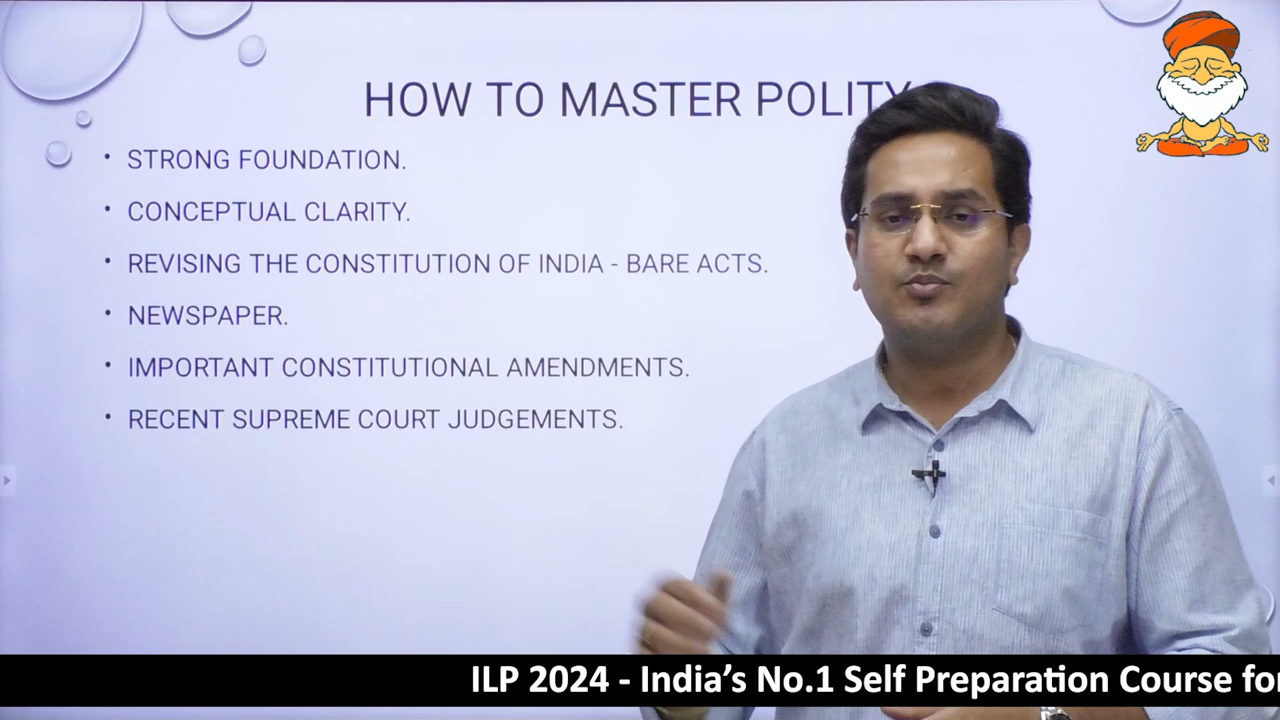 HOW TO MASTER POLITY
• STRONG FOUNDATION.
• CONCEPTUAL CLARITY.
• REVISING THE CONSTITUTION OF INDIA - BARE ACTS.
• NEWSPAPER.
• IMPORTANT CONSTITUTIONAL AMENDMENTS.
• RECENT SUPREME COURT JUDGEMENTS.
ILP 2024 - India’s No.1 Self Preparation Course for